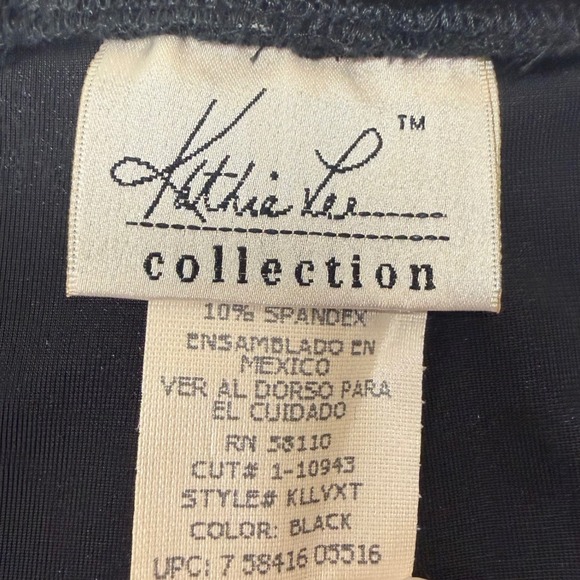 Kathie Lee
TM
collection
10% SPANDEX
ENSAMBLADO EN
MEXICO
VER AL DORSO PARA
EL CUIDADO
RN 58110
CUT# 1-10943
STYLE# KLLVXT
COLOR: BLACK
UPC: 7 58416 05516